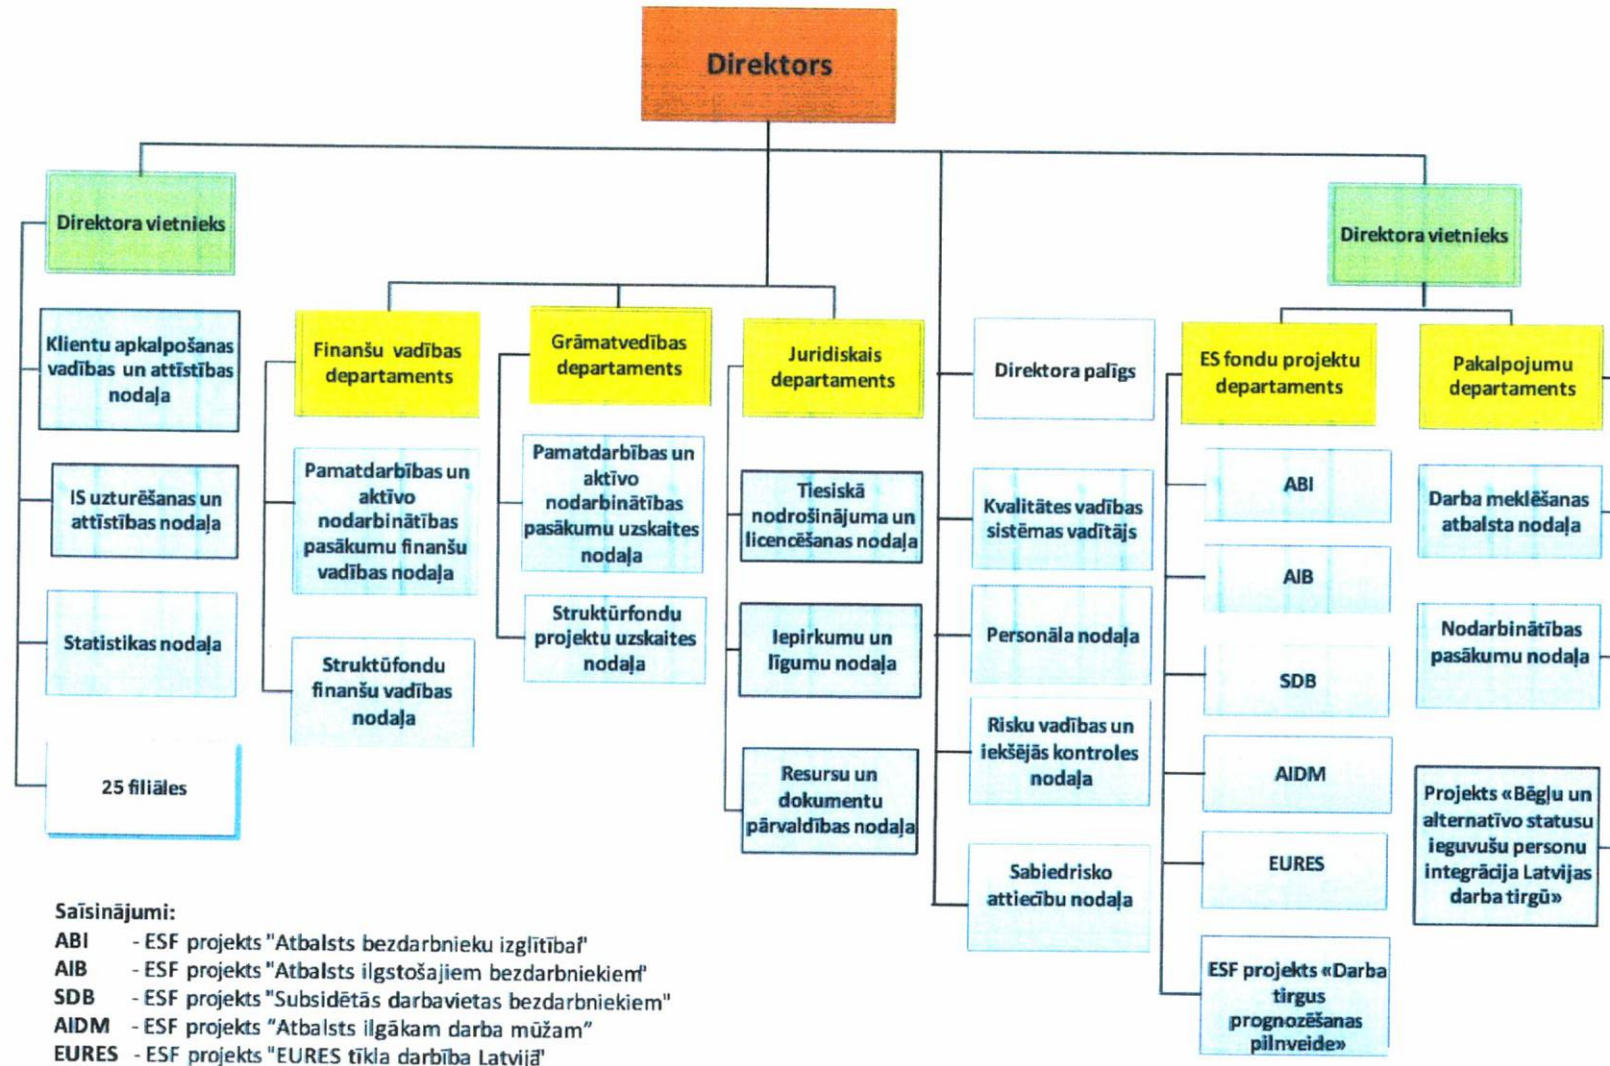 Direktors
Direktora vietnieks
Klientu apkalpošanas
vadības un attīstības
nodaļa
IS uzturēšanas un
attīstības nodaļa
Statistikas nodaļa
25 filiāles
Finanšu vadības
departaments
Pamatdarbības un
aktīvo
nodarbinātības
pasākumu finanšu
vadības nodaļa
Struktūfondu
finanšu vadības
nodaļa
Grāmatvedības
departaments
Pamatdarbības un
aktīvo
nodarbinātības
pasākumu uzskaites
nodaļa
Struktūrfondu
projektu uzskaites
nodaļa
Juridiskais
departaments
Tiesiskā
nodrošinājuma un
licencēšanas nodaļa
Iepirkumu un
līgumu nodaļa
Resursu un
dokumentu
pārvaldības nodaļa
Direktora palīgs
Kvalitātes vadības
sistēmas vadītājs
Personāla nodaļa
Risku vadības un
iekšējās kontroles
nodaļa
Sabiedrisko
attiecību nodaļa
Direktora vietnieks
ES fondu projektu
departaments
ABI
AIB
SDB
AIDM
EURES
ESF projekts «Darba
tirgus
prognozēšanas
pilnveide»
Pakalpojumu
departaments
Darba meklēšanas
atbalsta nodaļa
Nodarbinātības
pasākumu nodaļa
Projekts «Bēgļu un
alternatīvo statusu
ieguvušu personu
integrācija Latvijas
darba tirgū»
Saīsinājumi:
ABI - ESF projekts "Atbalsts bezdarbnieku izglītībai"
AIB - ESF projekts "Atbalsts ilgstošajiem bezdarbniekiem"
SDB - ESF projekts "Subsidētās darbavietas bezdarbniekiem"
AIDM - ESF projekts "Atbalsts ilgākam darba mūžam"
EURES - ESF projekts "EURES tīkla darbība Latvijā"